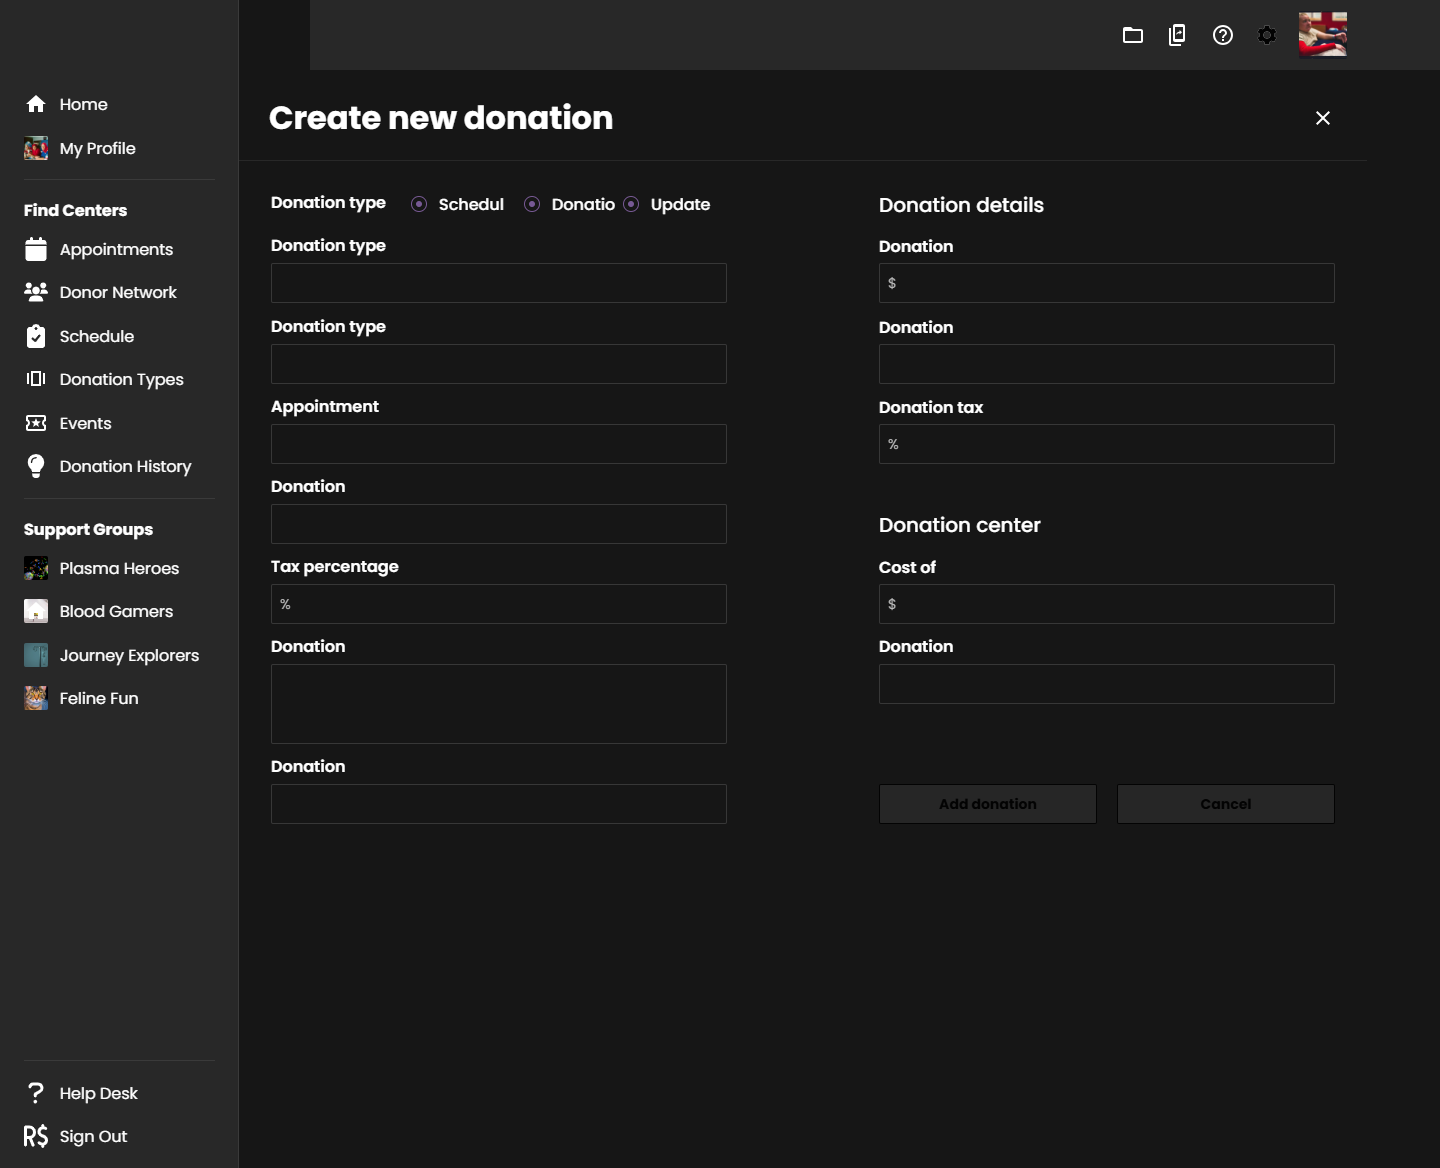 Home
My Profile
Find Centers
Appointments
Donor Network
Schedule
Donation Types
Events
Donation History
Support Groups
Plasma Heroes
Blood Gamers
Journey Explorers
Feline Fun
Help Desk
R$ Sign Out
Create new donation
Donation type Schedul Donatio Update
Donation type
Donation type
Appointment
Donation
Tax percentage
%
Donation
Donation
Donation details
Donation
$
Donation
Donation tax
%
Donation center
Cost of
$
Donation
Add donation Cancel